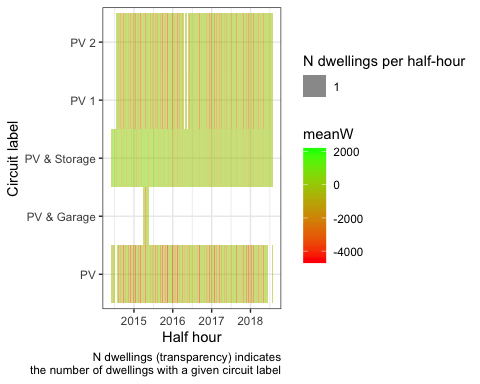 Circuit label
PV 2
PV 1
PV & Storage
PV & Garage
PV
2015 2016 2017 2018
Half hour
N dwellings (transparency) indicates
the number of dwellings with a given circuit label
N dwellings per half-hour
1
meanW
2000
0
-2000
-4000